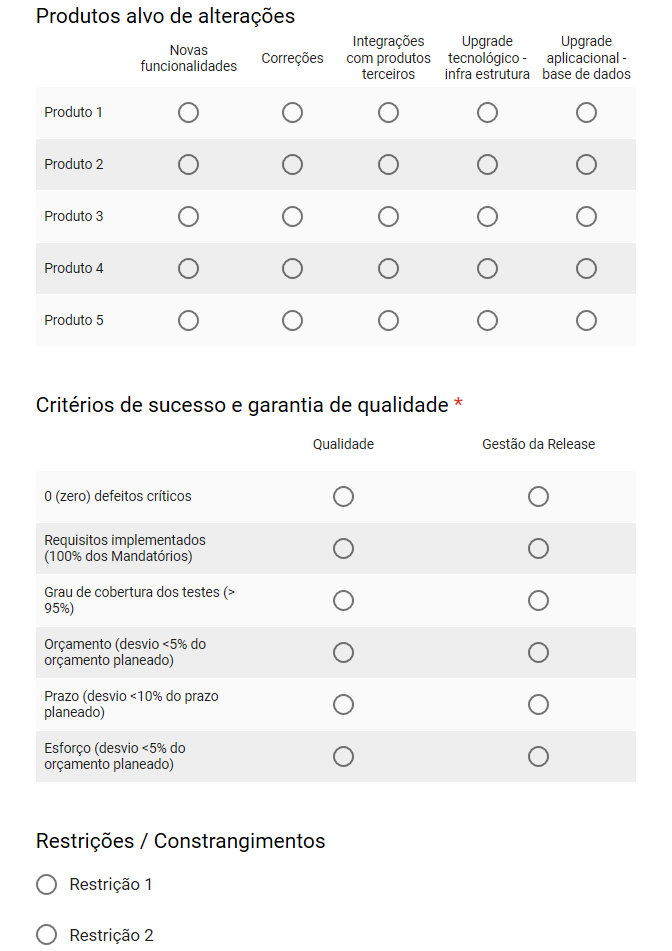 Produtos alvo de alterações
Novas
funcionalidades
Correções
Integrações
com produtos
terceiros
Upgrade
tecnológico -
infra estrutura
Upgrade
aplicacional -
base de dados
Produto 1
Produto 2
Produto 3
Produto 4
Produto 5
Critérios de sucesso e garantia de qualidade *
Qualidade
Gestão da Release
0 (zero) defeitos críticos
Requisitos implementados
(100% dos Mandatórios)
Grau de cobertura dos testes (>
95%)
Orçamento (desvio <5% do
orçamento planeado)
Prazo (desvio <10% do prazo
planeado)
Esforço (desvio <5% do
orçamento planeado)
Restrições / Constrangimentos
Restrição 1
Restrição 2